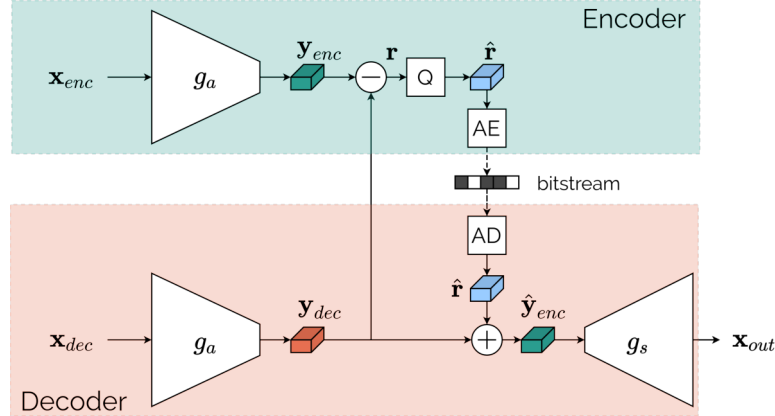 Encoder
y_enc
r
r̂
x_enc
g_a
−
Q
AE
bitstream
AD
r̂
y_dec
ŷ_enc
x_dec
g_a
+
g_s
x_out
Decoder